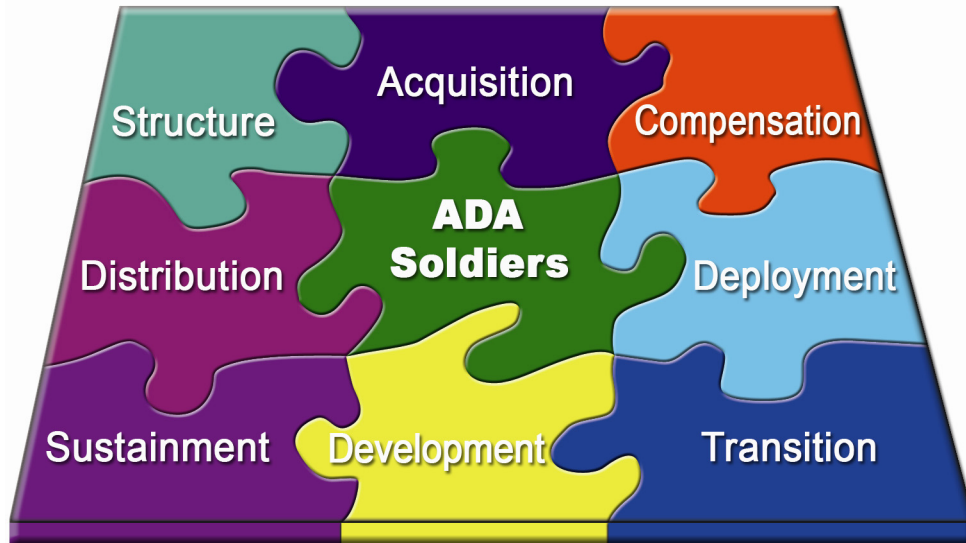 Structure
Acquisition
Compensation
Distribution
ADA
Soldiers
Deployment
Sustainment
Development
Transition